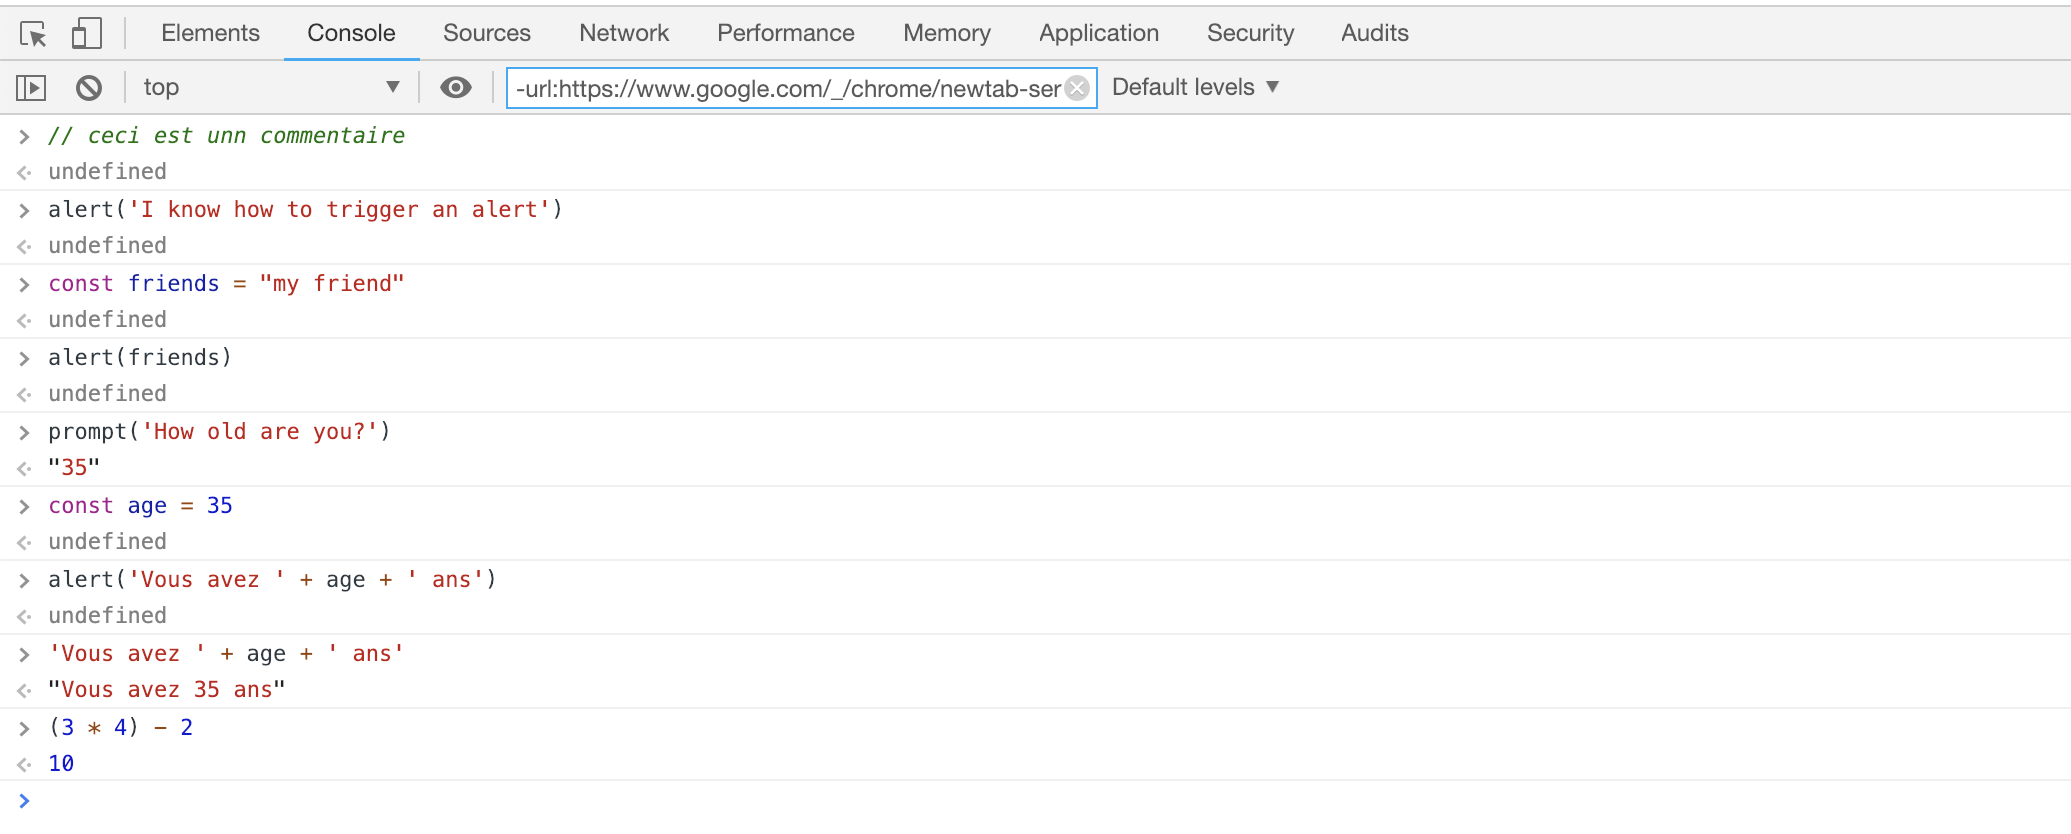 Elements Console Sources Network Performance Memory Application Security Audits
top -url:https://www.google.com/_/chrome/newtab-ser Default levels
// ceci est unn commentaire
undefined
alert('I know how to trigger an alert')
undefined
const friends = "my friend"
undefined
alert(friends)
undefined
prompt('How old are you?')
"35"
const age = 35
undefined
alert('Vous avez ' + age + ' ans')
undefined
'Vous avez ' + age + ' ans'
"Vous avez 35 ans"
(3 * 4) - 2
10